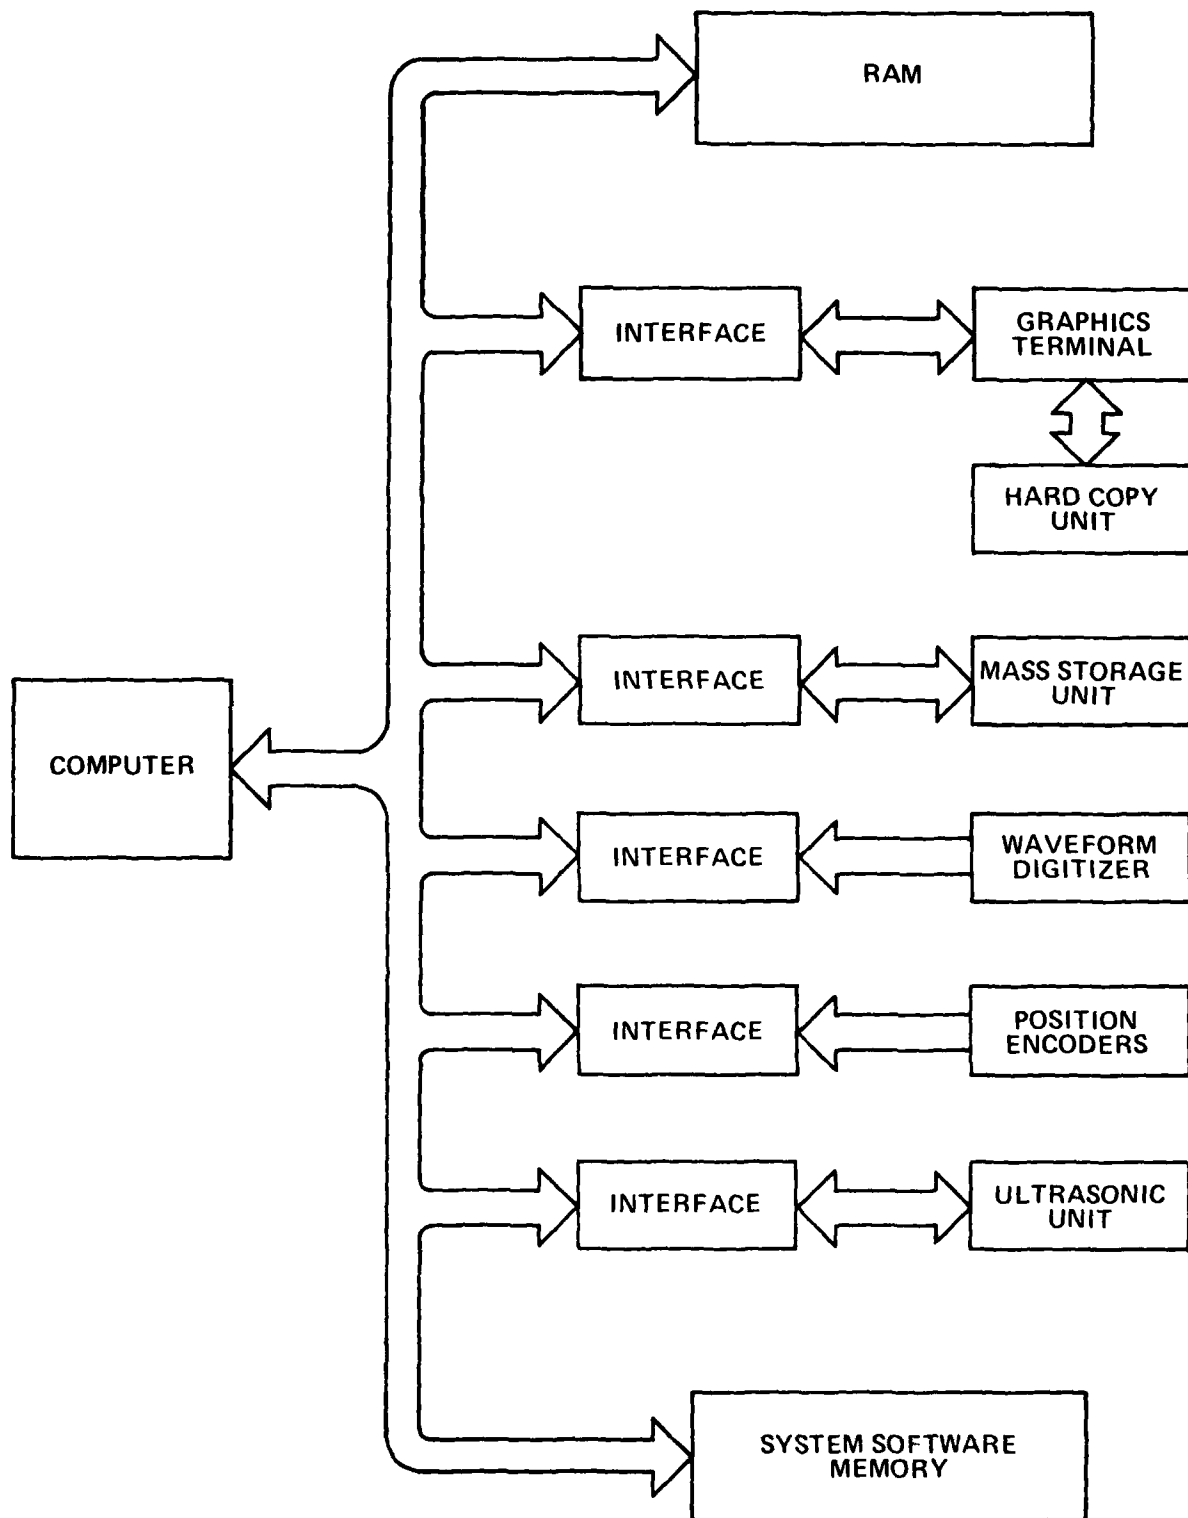 RAM
INTERFACE
GRAPHICS
TERMINAL
HARD COPY
UNIT
INTERFACE
MASS STORAGE
UNIT
COMPUTER
INTERFACE
WAVEFORM
DIGITIZER
INTERFACE
POSITION
ENCODERS
INTERFACE
ULTRASONIC
UNIT
SYSTEM SOFTWARE
MEMORY